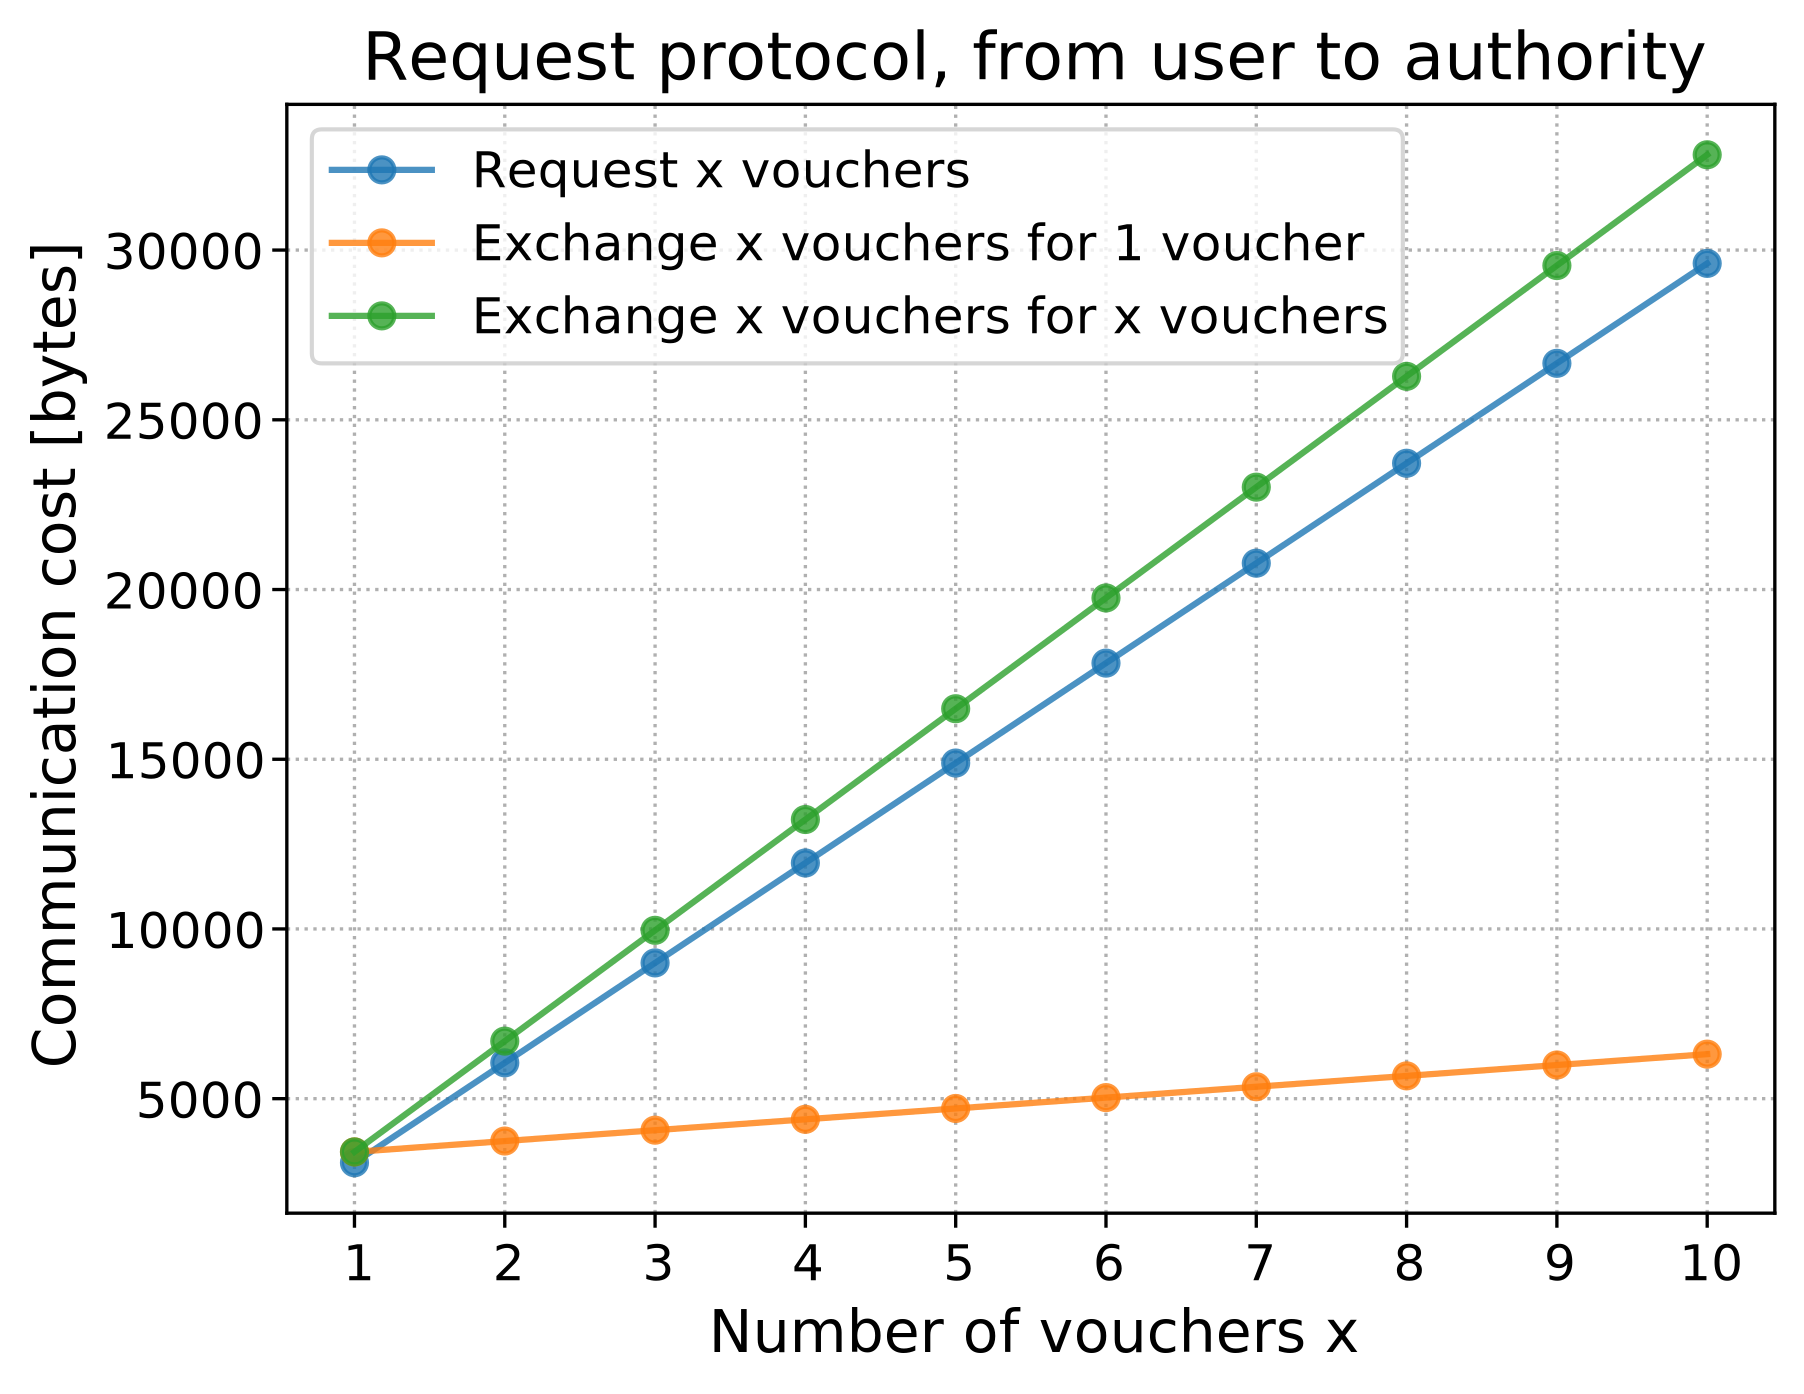 Request protocol, from user to authority
Request x vouchers
Exchange x vouchers for 1 voucher
Exchange x vouchers for x vouchers
Communication cost [bytes]
30000
25000
20000
15000
10000
5000
1 2 3 4 5 6 7 8 9 10
Number of vouchers x